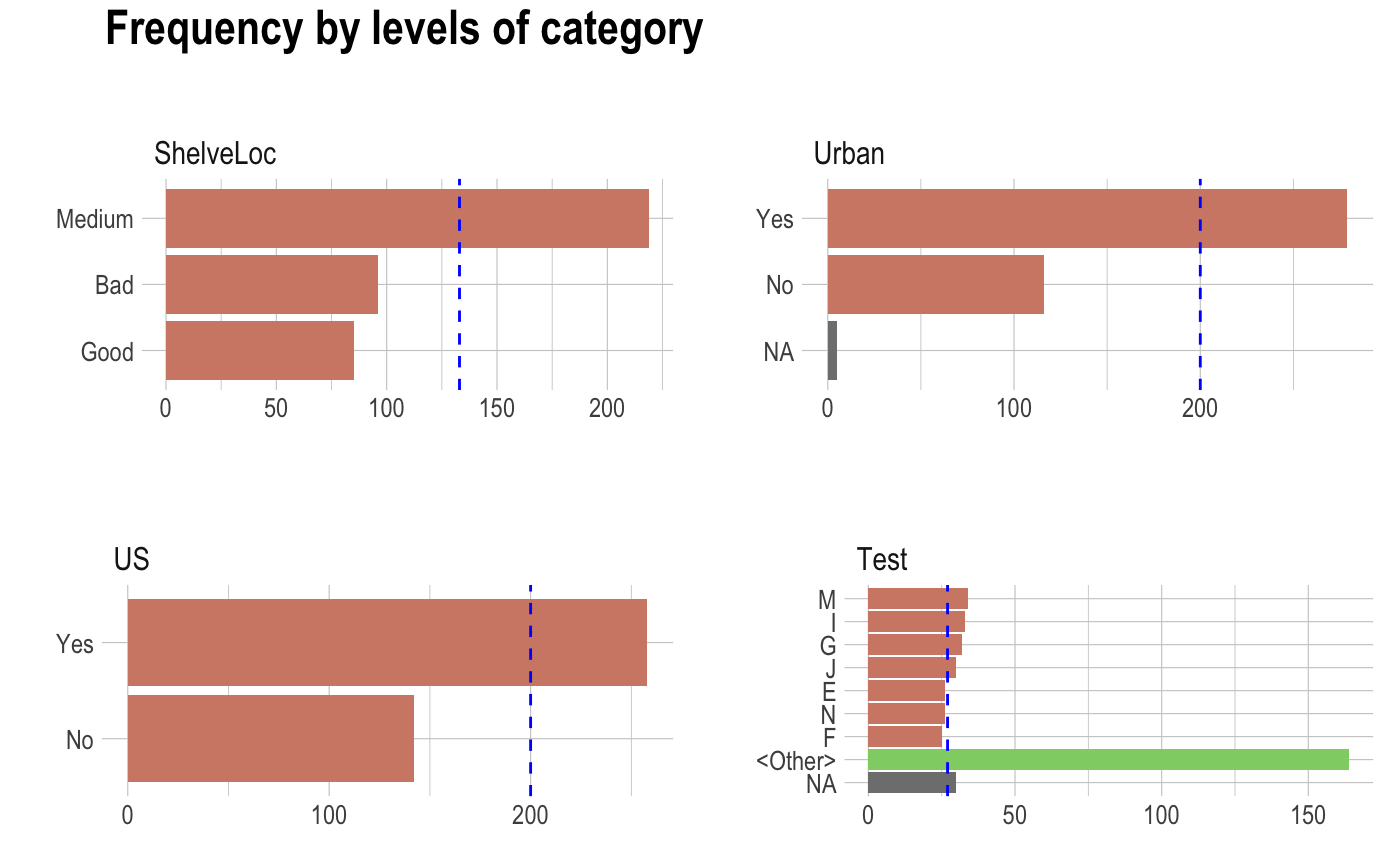 Frequency by levels of category
ShelveLoc
Medium
Bad
Good
0 50 100 150 200
Urban
Yes
No
NA
0 100 200
US
Yes
No
0 100 200
Test
M
I
G
J
E
N
F
<Other>
NA
0 50 100 150